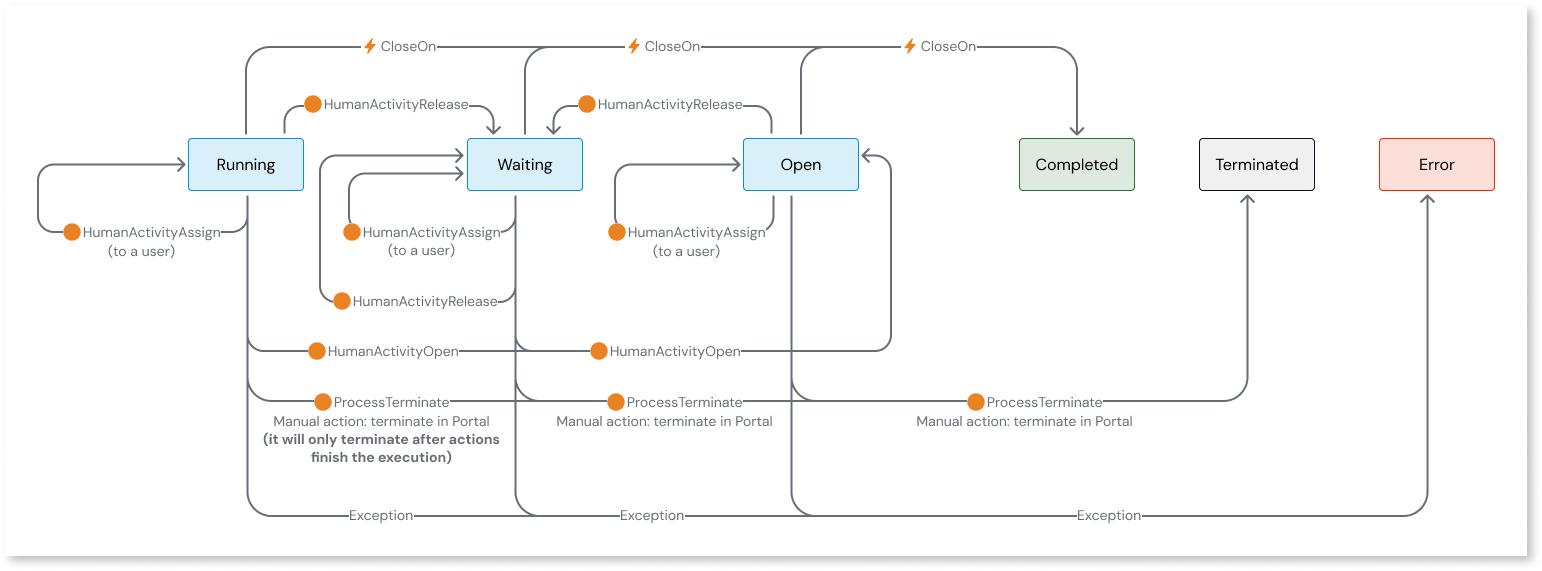 CloseOn
CloseOn
CloseOn
HumanActivityRelease
HumanActivityRelease
Running
Waiting
Open
Completed
Terminated
Error
HumanActivityAssign
(to a user)
HumanActivityAssign
(to a user)
HumanActivityAssign
(to a user)
HumanActivityRelease
HumanActivityOpen
HumanActivityOpen
ProcessTerminate
Manual action: terminate in Portal
(it will only terminate after actions
finish the execution)
ProcessTerminate
Manual action: terminate in Portal
ProcessTerminate
Manual action: terminate in Portal
Exception
Exception
Exception